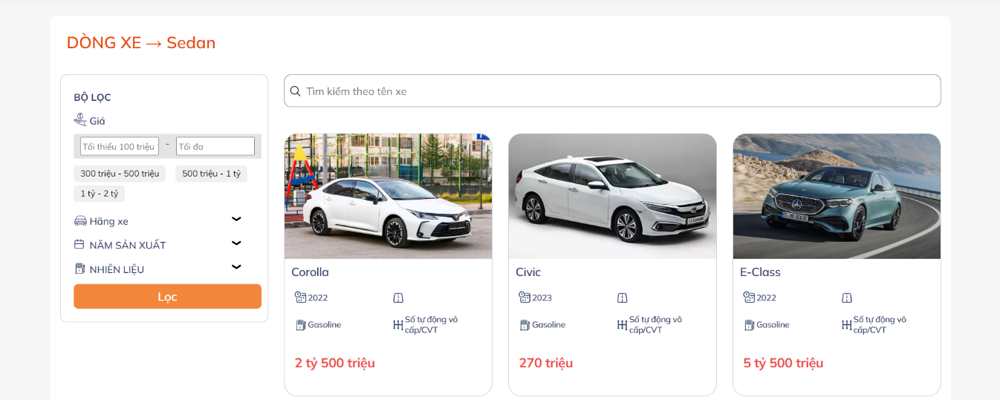 DÒNG XE → Sedan
BỘ LỌC
Giá
Tối thiểu 100 triệu - Tối đa
300 triệu - 500 triệu
500 triệu - 1 tỷ
1 tỷ - 2 tỷ
Hãng xe
NĂM SẢN XUẤT
NHIÊN LIỆU
Lọc
Tìm kiếm theo tên xe
Corolla
2022
Gasoline
Số tự động vô
cấp/CVT
2 tỷ 500 triệu
Civic
2023
Gasoline
Số tự động vô
cấp/CVT
270 triệu
E-Class
2022
Gasoline
Số tự động vô
cấp/CVT
5 tỷ 500 triệu